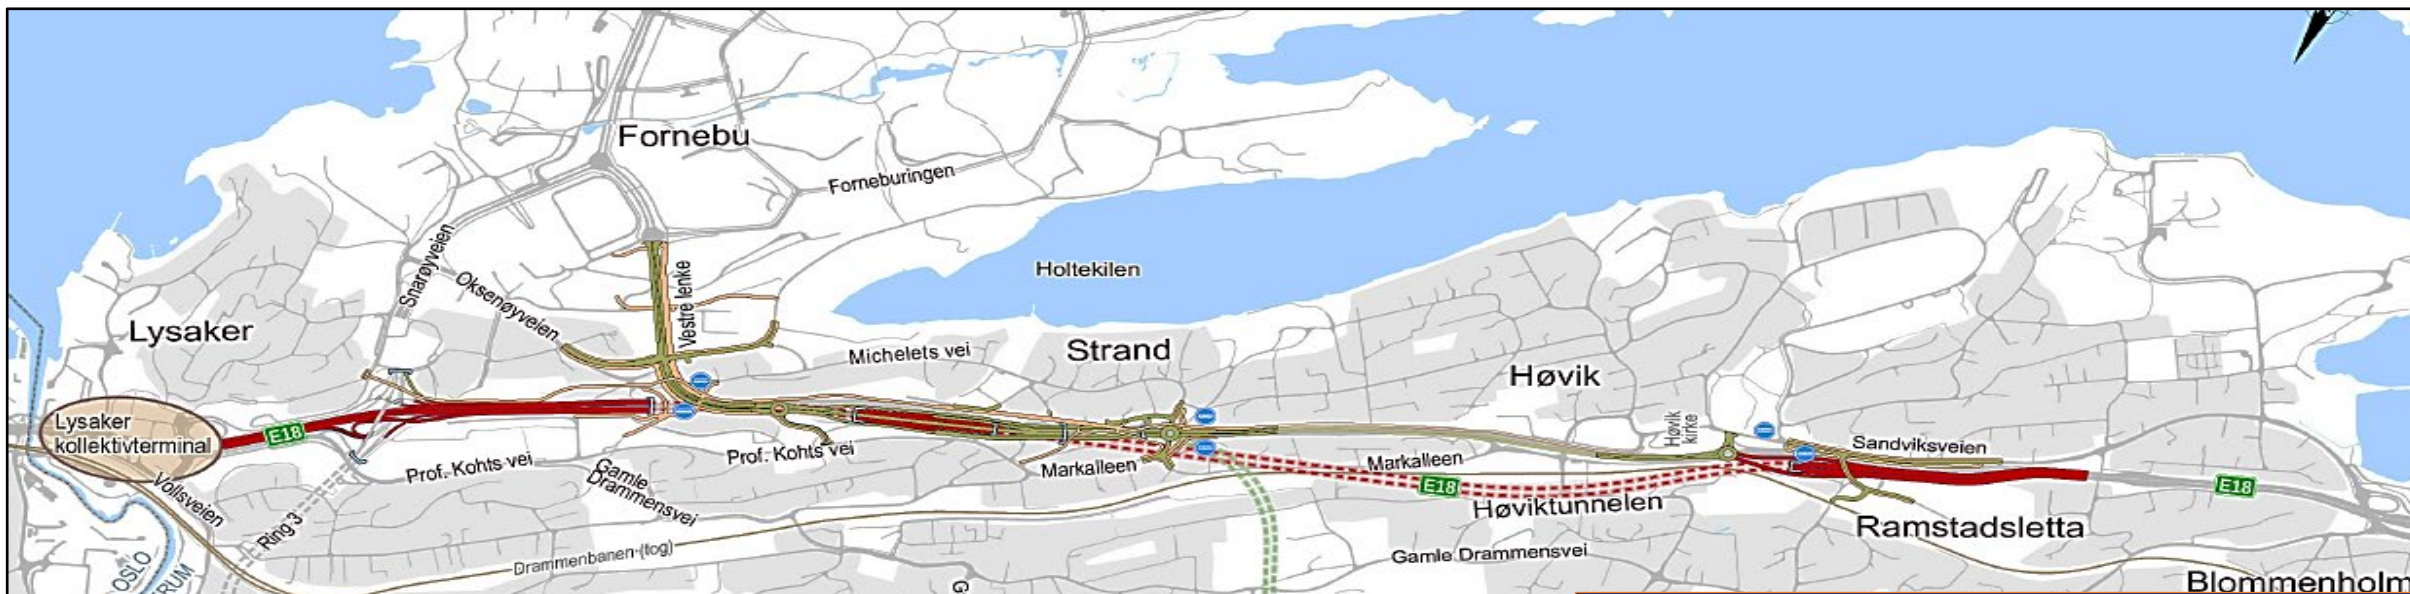 Fornebu
Forneburingen
Snarøyveien
Oksenøyveien
Vestre lenke
Holtekilen
Lysaker
Michelets vei
Strand
Høvik
Høvik
kirke
Sandviksveien
Lysaker
kollektivterminal
E18
Prof. Kohts vei
Prof. Kohts vei
Gamle
Drammensvei
Markalleen
Markalleen
E18
Høviktunnelen
E18
Vollsveien
Ring 3
Drammenbanen (tog)
Gamle Drammensvei
Ramstadsletta
Blommenholm
OSLO
RUM
G